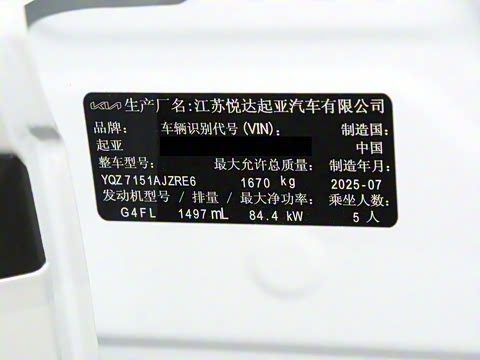 KIA 生产厂名:江苏悦达起亚汽车有限公司
品牌: 车辆识别代号(VIN): 制造国:
起亚 中国
整车型号: 最大允许总质量: 制造年月:
YQZ7151AJZRE6 1670 kg 2025-07
发动机型号 / 排量 / 最大净功率: 乘坐人数:
G4FL 1497 mL 84.4 kW 5 人